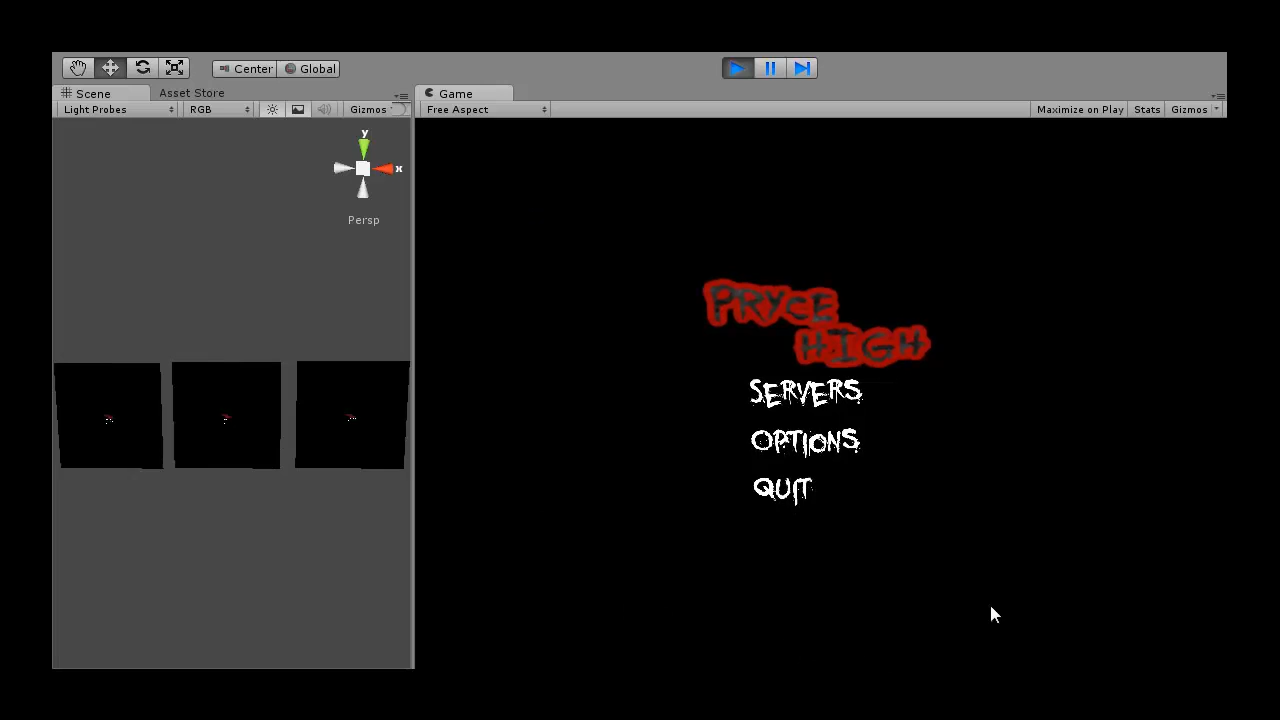 Center Global
Scene Asset Store
Light Probes RGB Gizmos
y
x
Persp
Game
Free Aspect Maximize on Play Stats Gizmos
PRYCE
HIGH
SERVERS
OPTIONS
QUIT